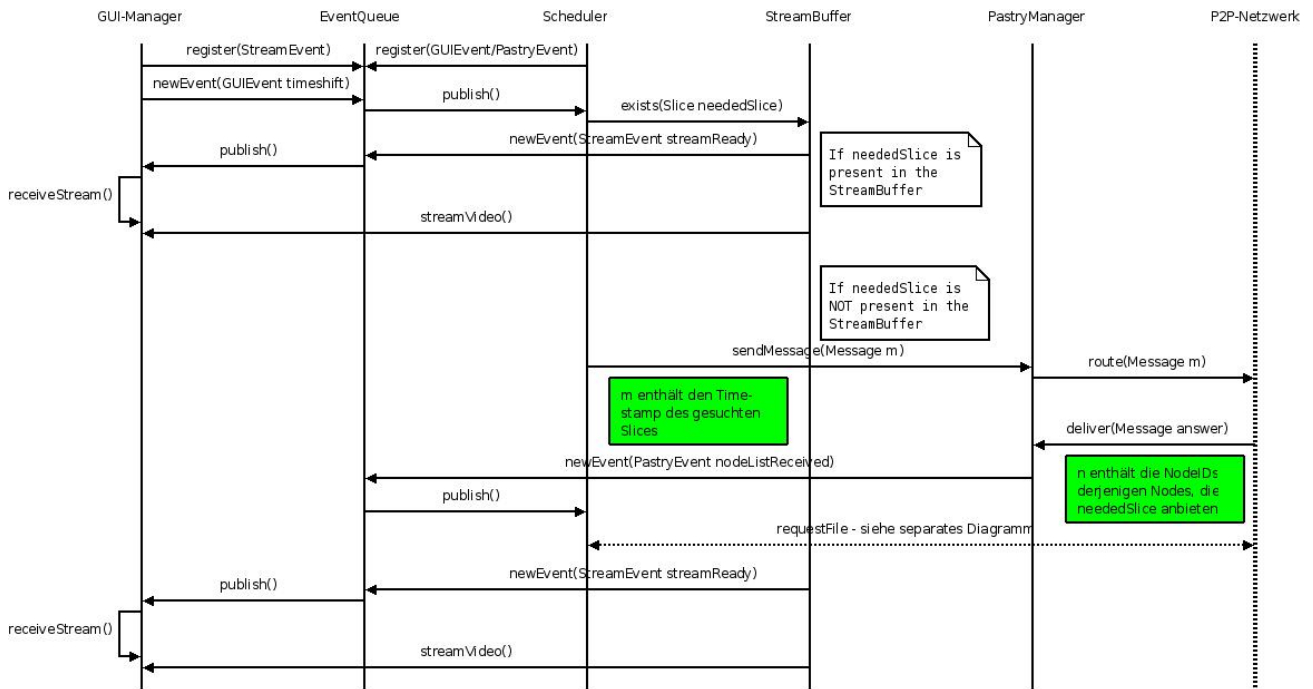 GUI-Manager
EventQueue
Scheduler
StreamBuffer
PastryManager
P2P-Netzwerk
register(StreamEvent)
register(GUIEvent/PastryEvent)
newEvent(GUIEvent timeshift)
publish()
exists(Slice neededSlice)
newEvent(StreamEvent streamReady)
publish()
If neededSlice is
present in the
StreamBuffer
receiveStream()
streamVideo()
If neededSlice is
NOT present in the
StreamBuffer
sendMessage(Message m)
route(Message m)
m enthält den Time-
stamp des gesuchten
Slices
deliver(Message answer)
newEvent(PastryEvent nodeListReceived)
n enthält die NodeIDs
derjenigen Nodes, die
neededSlice anbieten
publish()
requestFile - siehe separates Diagramm
newEvent(StreamEvent streamReady)
publish()
receiveStream()
streamVideo()